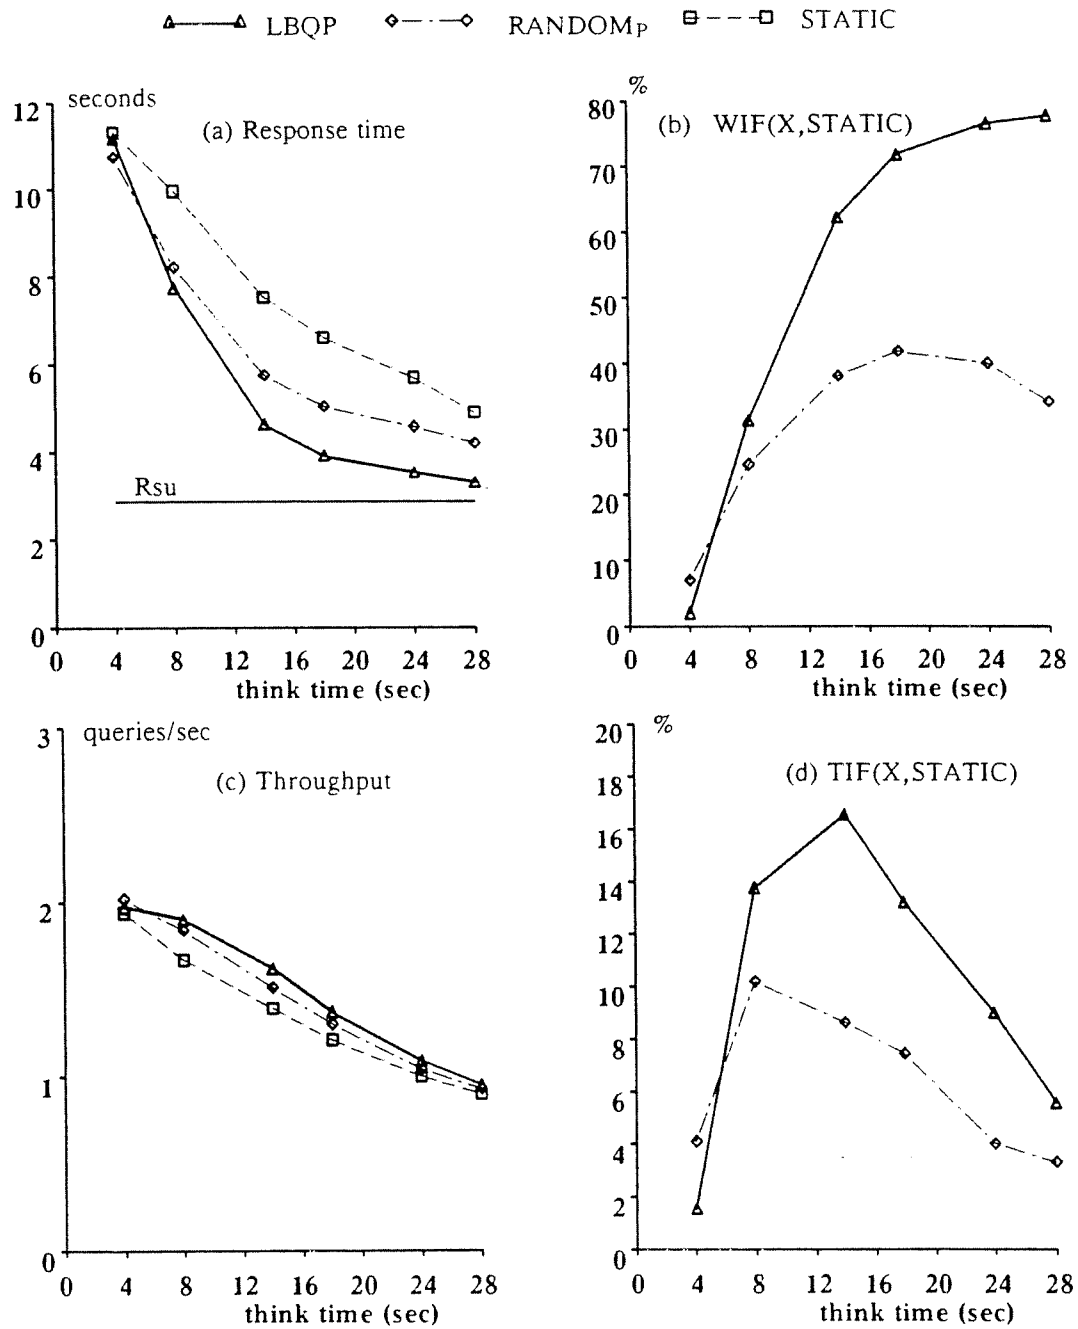 LBQP RANDOMP STATIC
seconds
(a) Response time
12
10
8
6
4
2
0
Rsu
0 4 8 12 16 20 24 28
think time (sec)
%
(b) WIF(X,STATIC)
80
70
60
50
40
30
20
10
0
0 4 8 12 16 20 24 28
think time (sec)
queries/sec
(c) Throughput
3
2
1
0
0 4 8 12 16 20 24 28
think time (sec)
%
(d) TIF(X,STATIC)
20
18
16
14
12
10
8
6
4
2
0
0 4 8 12 16 20 24 28
think time (sec)